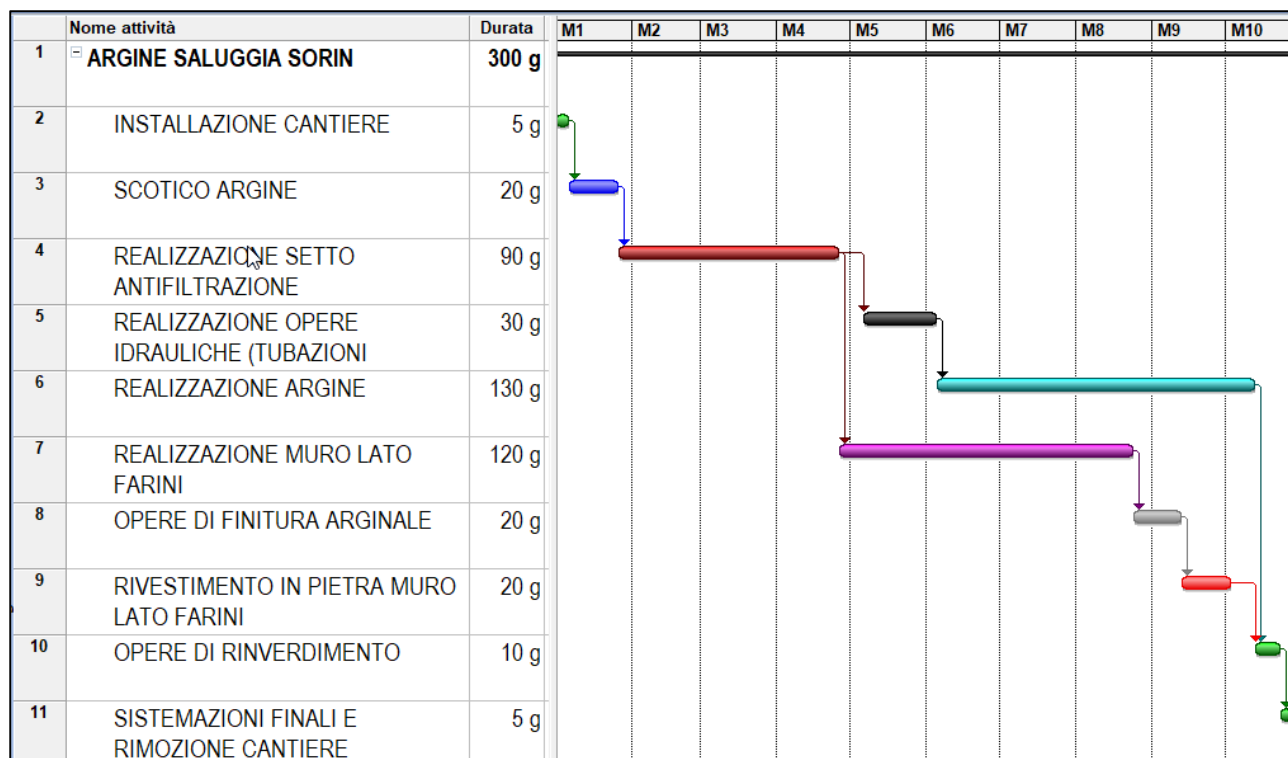 Nome attività Durata M1 M2 M3 M4 M5 M6 M7 M8 M9 M10
1 ARGINE SALUGGIA SORIN 300 g
2 INSTALLAZIONE CANTIERE 5 g
3 SCOTICO ARGINE 20 g
4 REALIZZAZIONE SETTO 90 g
ANTIFILTRAZIONE
5 REALIZZAZIONE OPERE 30 g
IDRAULICHE (TUBAZIONI
6 REALIZZAZIONE ARGINE 130 g
7 REALIZZAZIONE MURO LATO 120 g
FARINI
8 OPERE DI FINITURA ARGINALE 20 g
9 RIVESTIMENTO IN PIETRA MURO 20 g
LATO FARINI
10 OPERE DI RINVERDIMENTO 10 g
11 SISTEMAZIONI FINALI E 5 g
RIMOZIONE CANTIERE